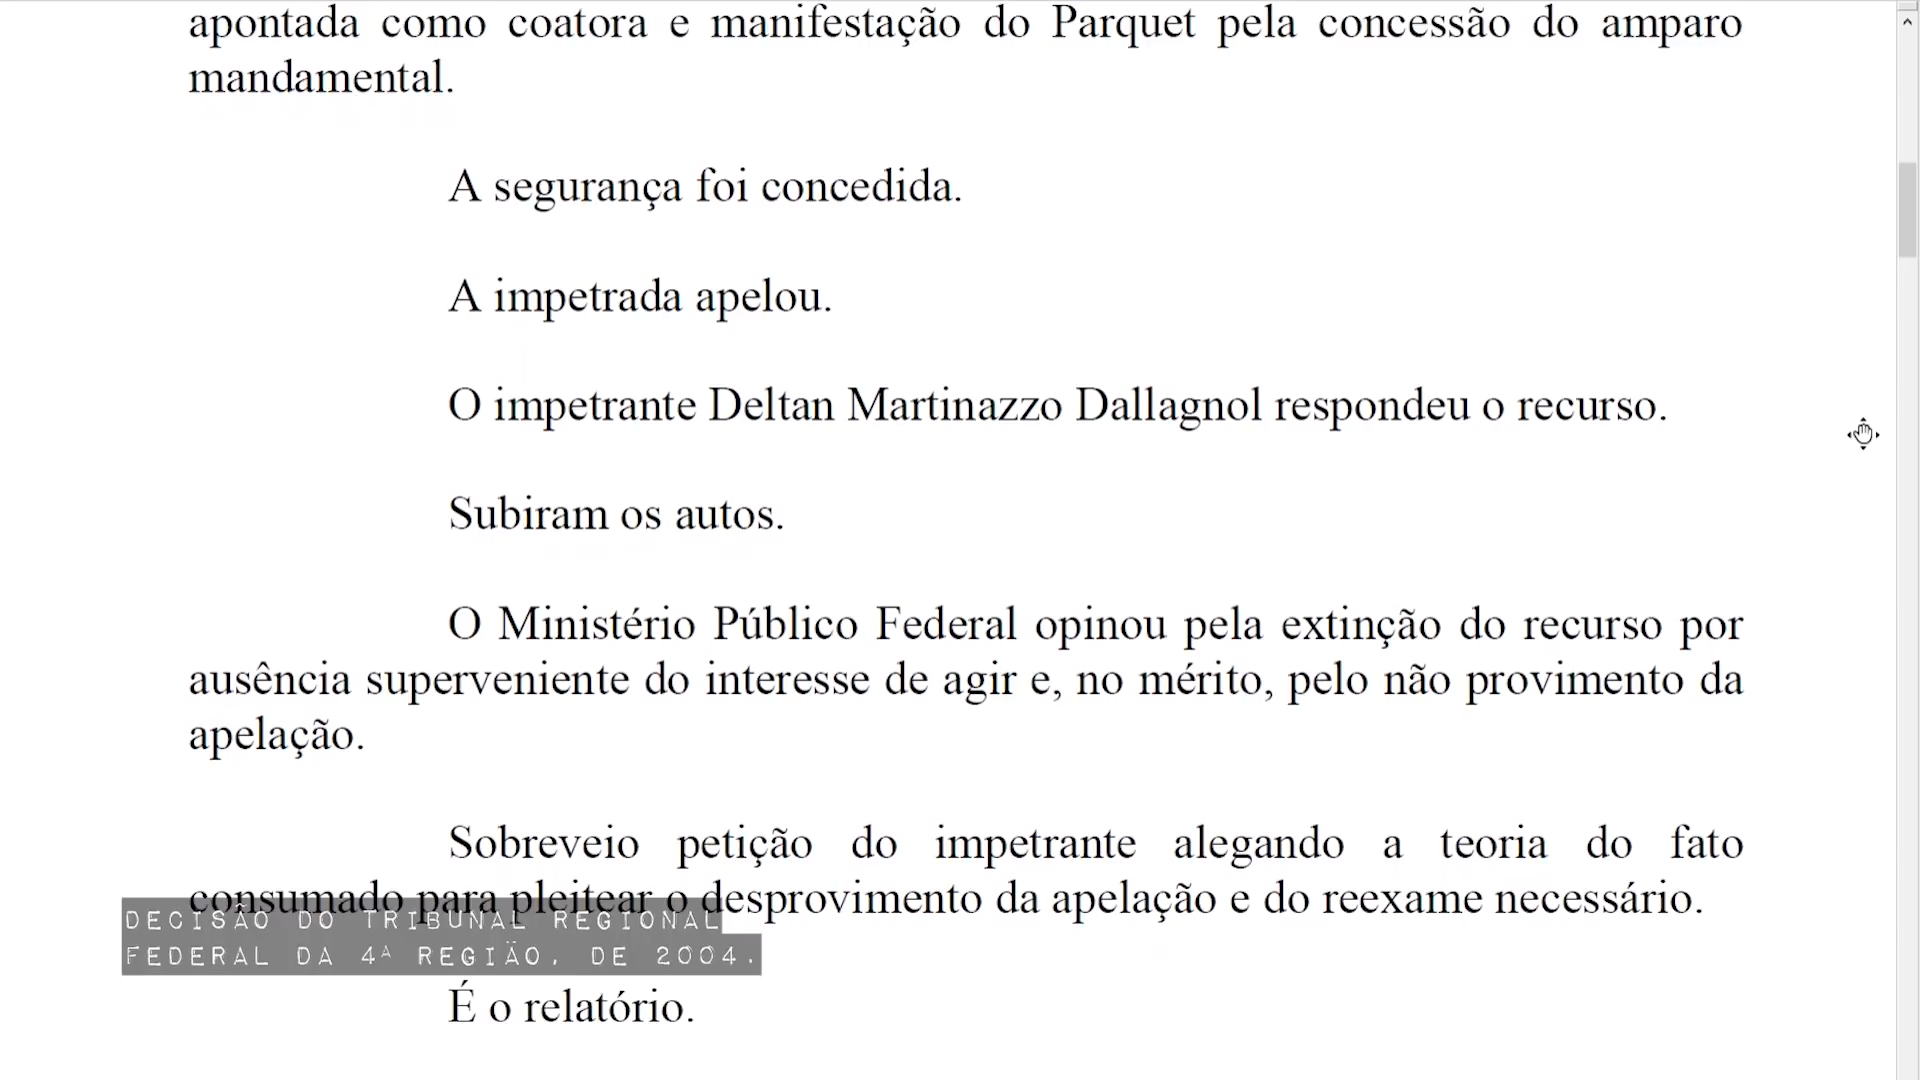 apontada como coatora e manifestação do Parquet pela concessão do amparo
mandamental.
A segurança foi concedida.
A impetrada apelou.
O impetrante Deltan Martinazzo Dallagnol respondeu o recurso.
Subiram os autos.
O Ministério Público Federal opinou pela extinção do recurso por
ausência superveniente do interesse de agir e, no mérito, pelo não provimento da
apelação.
Sobreveio petição do impetrante alegando a teoria do fato
consumado para pleitear o desprovimento da apelação e do reexame necessário.
DECISÃO DO TRIBUNAL REGIONAL
FEDERAL DA 4ª REGIÃO, DE 2004.
É o relatório.